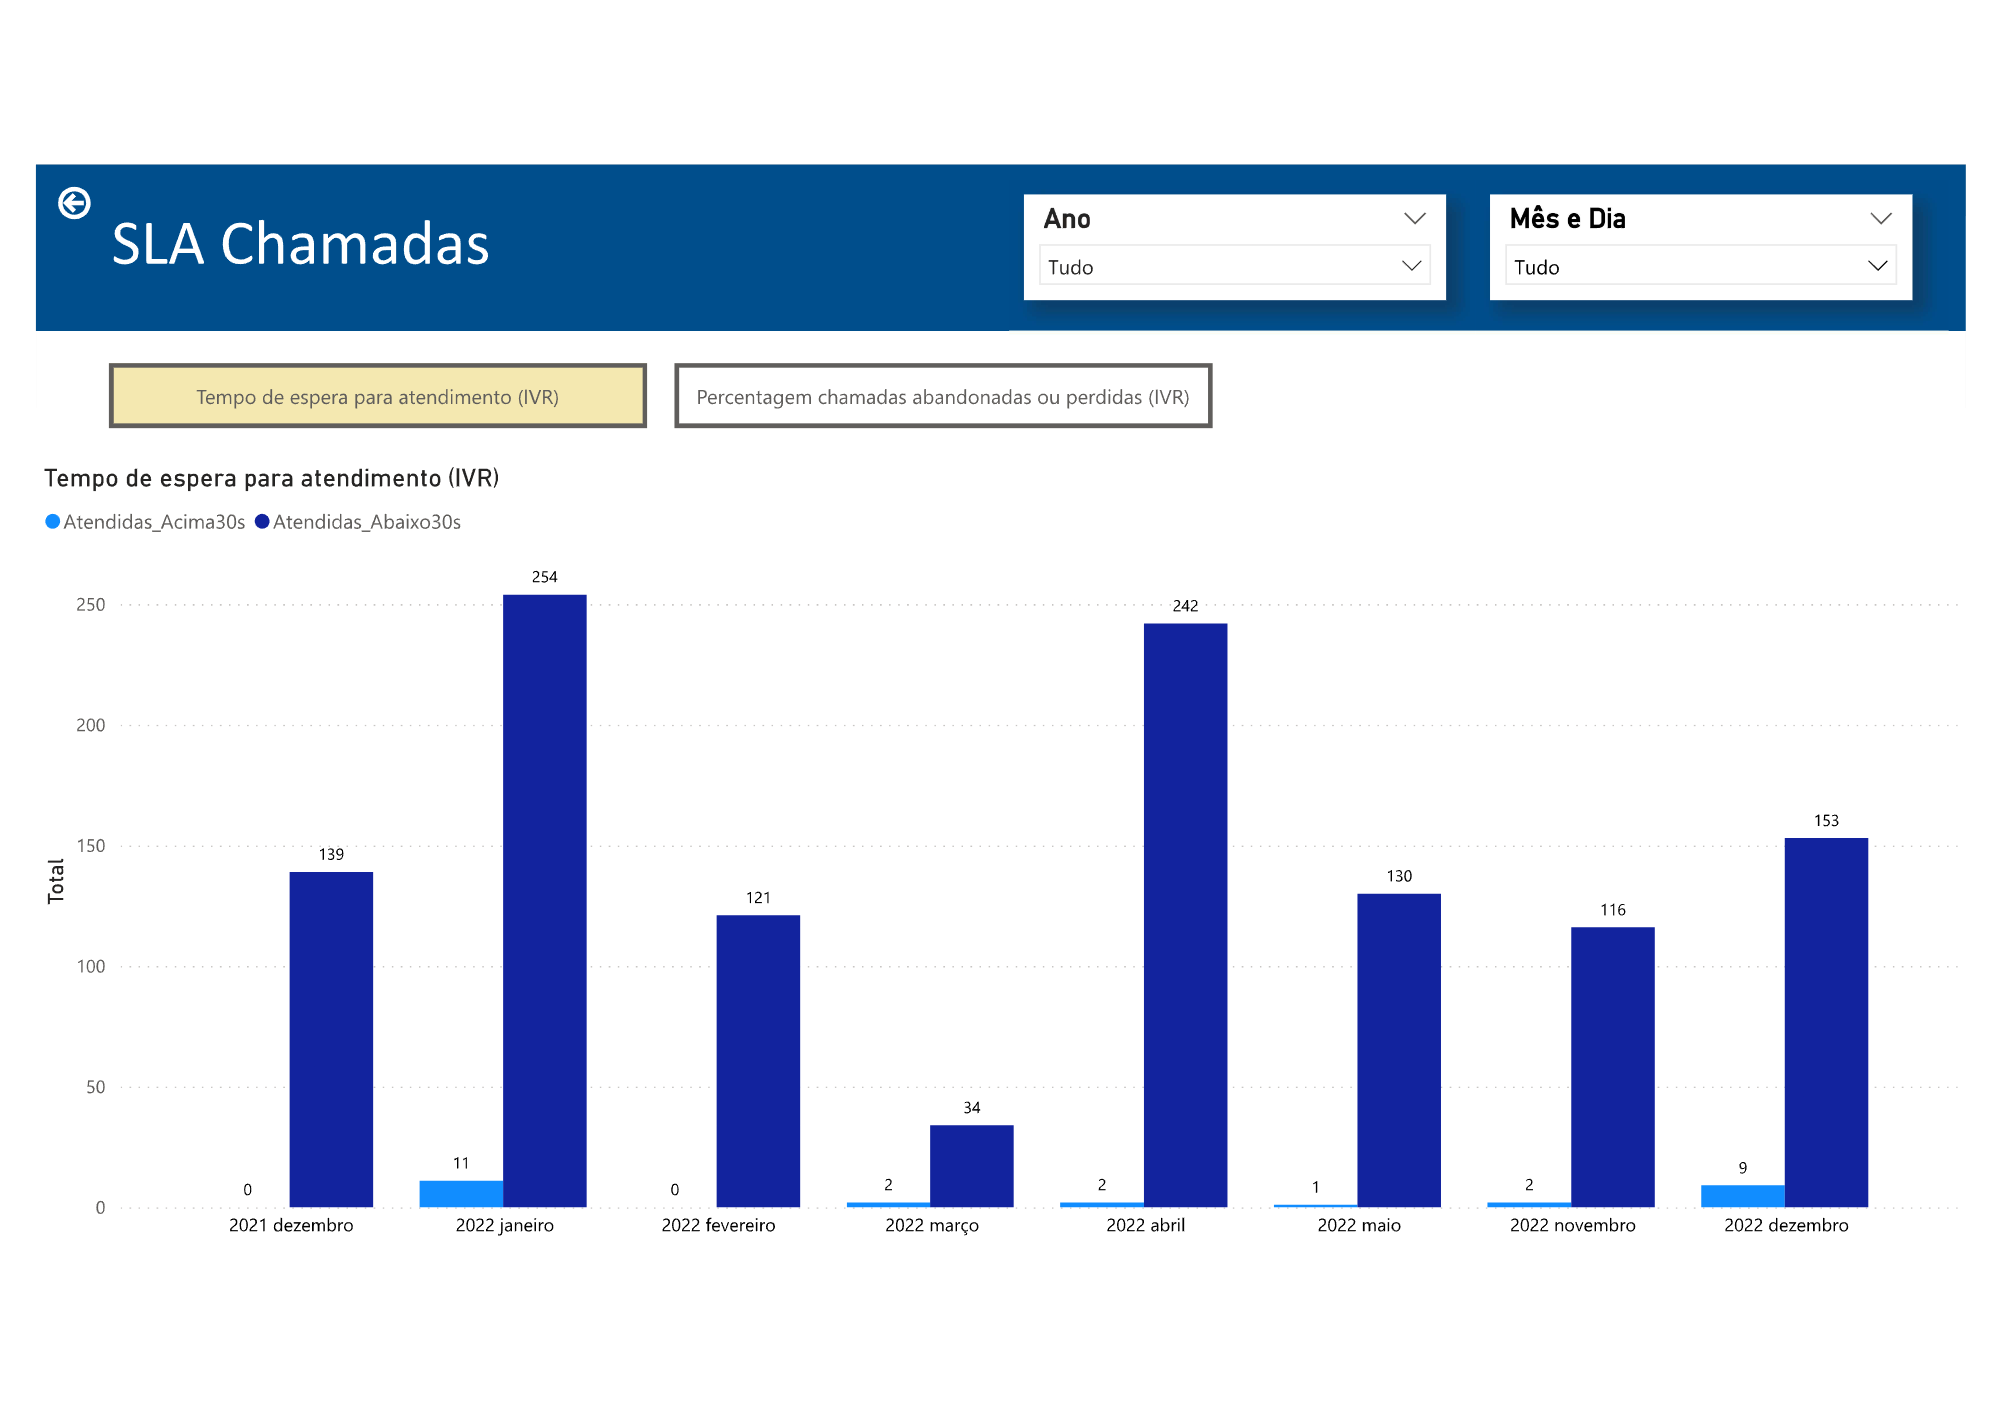 SLA Chamadas
Ano
Tudo
Mês e Dia
Tudo
Tempo de espera para atendimento (IVR)
Percentagem chamadas abandonadas ou perdidas (IVR)
Tempo de espera para atendimento (IVR)
Atendidas_Acima30s Atendidas_Abaixo30s
Total
250
200
150
100
50
0
0
139
11
254
0
121
2
34
2
242
1
130
2
116
9
153
2021 dezembro
2022 janeiro
2022 fevereiro
2022 março
2022 abril
2022 maio
2022 novembro
2022 dezembro